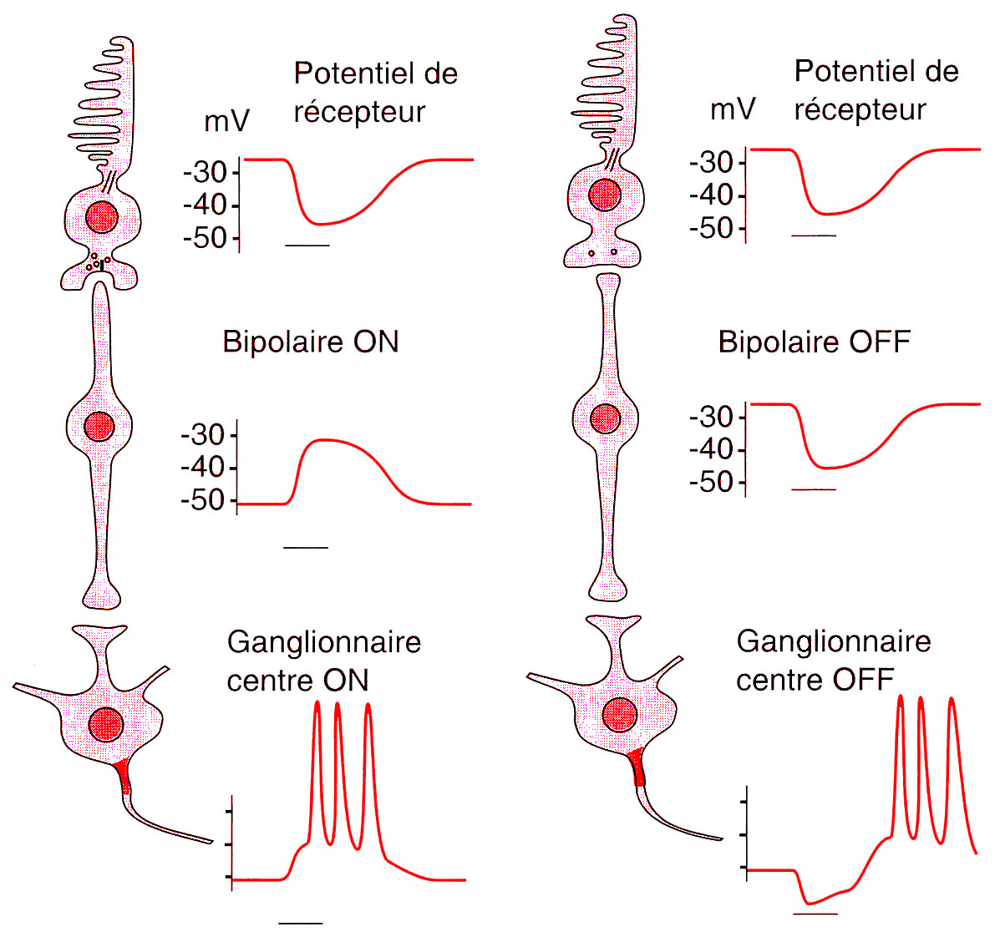 Potentiel de
récepteur
mV
-30
-40
-50
Bipolaire ON
-30
-40
-50
Ganglionnaire
centre ON
Potentiel de
récepteur
mV
-30
-40
-50
Bipolaire OFF
-30
-40
-50
Ganglionnaire
centre OFF